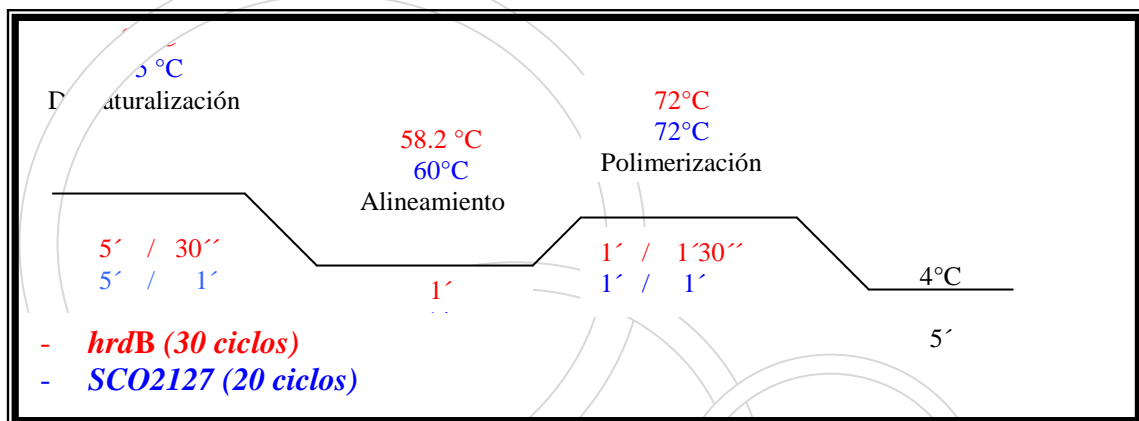 5 °C
72°C
72°C
Polimerización
58.2 °C
60°C
Alineamiento
5´ / 30´´
5´ / 1´
1´
1´ / 1´30´´
1´ / 1´
4°C
5´
- hrdB (30 ciclos)
- SCO2127 (20 ciclos)